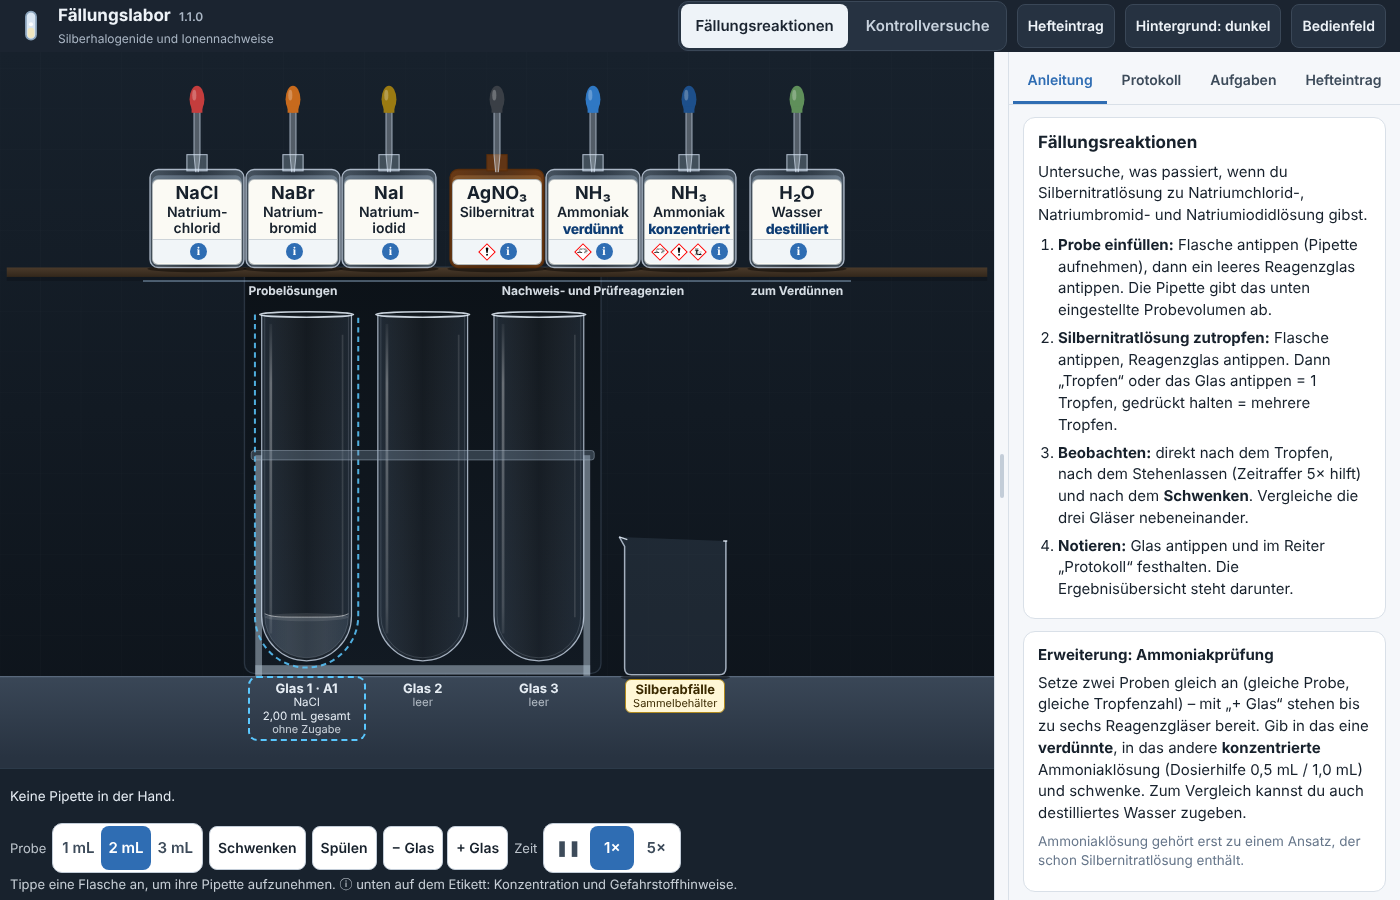 Fällungslabor 1.1.0
Silberhalogenide und Ionennachweise
Fällungsreaktionen
Kontrollversuche
Hefteintrag
Hintergrund: dunkel
Bedienfeld
NaCl
Natrium-
chlorid
i
NaBr
Natrium-
bromid
i
NaI
Natrium-
iodid
i
AgNO₃
Silbernitrat
i
NH₃
Ammoniak
verdünnt
i
NH₃
Ammoniak
konzentriert
i
H₂O
Wasser
destilliert
i
Probelösungen
Nachweis- und Prüfreagenzien
zum Verdünnen
Glas 1 · A1
NaCl
2,00 mL gesamt
ohne Zugabe
Glas 2
leer
Glas 3
leer
Silberabfälle
Sammelbehälter
Keine Pipette in der Hand.
Probe
1 mL
2 mL
3 mL
Schwenken
Spülen
− Glas
+ Glas
Zeit
❚❚
1×
5×
Tippe eine Flasche an, um ihre Pipette aufzunehmen. ⓘ unten auf dem Etikett: Konzentration und Gefahrstoffhinweise.
Anleitung
Protokoll
Aufgaben
Hefteintrag
Fällungsreaktionen
Untersuche, was passiert, wenn du
Silbernitratlösung zu Natriumchlorid-,
Natriumbromid- und Natriumiodidlösung gibst.
1. Probe einfüllen: Flasche antippen (Pipette
aufnehmen), dann ein leeres Reagenzglas
antippen. Die Pipette gibt das unten
eingestellte Probevolumen ab.
2. Silbernitratlösung zutropfen: Flasche
antippen, Reagenzglas antippen. Dann
„Tropfen“ oder das Glas antippen = 1
Tropfen, gedrückt halten = mehrere
Tropfen.
3. Beobachten: direkt nach dem Tropfen,
nach dem Stehenlassen (Zeitraffer 5× hilft)
und nach dem Schwenken. Vergleiche die
drei Gläser nebeneinander.
4. Notieren: Glas antippen und im Reiter
„Protokoll“ festhalten. Die
Ergebnisübersicht steht darunter.
Erweiterung: Ammoniakprüfung
Setze zwei Proben gleich an (gleiche Probe,
gleiche Tropfenzahl) – mit „+ Glas“ stehen bis
zu sechs Reagenzgläser bereit. Gib in das eine
verdünnte, in das andere konzentrierte
Ammoniaklösung (Dosierhilfe 0,5 mL / 1,0 mL)
und schwenke. Zum Vergleich kannst du auch
destilliertes Wasser zugeben.
Ammoniaklösung gehört erst zu einem Ansatz, der
schon Silbernitratlösung enthält.